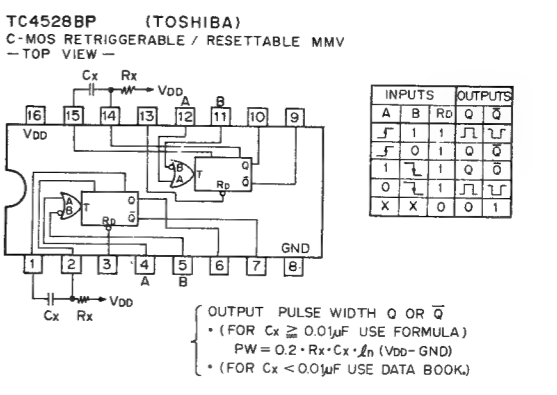 TC4528BP (TOSHIBA)
C-MOS RETRIGGERABLE / RESETTABLE MMV
— TOP VIEW —
Cx Rx VDD
A B
16 15 14 13 12 11 10 9
VDD
B
A
T
Q
Q̅
RD
A
B
T
Q
Q̅
RD
GND
1 2 3 4 5 6 7 8
A B
Cx Rx VDD
INPUTS OUTPUTS
A B RD Q Q̅
1 1
0 1 Q Q̅
1 1 Q Q̅
0 1
X X 0 0 1
OUTPUT PULSE WIDTH Q OR Q̅
• (FOR Cx ≧ 0.01µF USE FORMULA)
PW = 0.2 • Rx • Cx • ln (VDD – GND)
• (FOR Cx < 0.01µF USE DATA BOOK.)